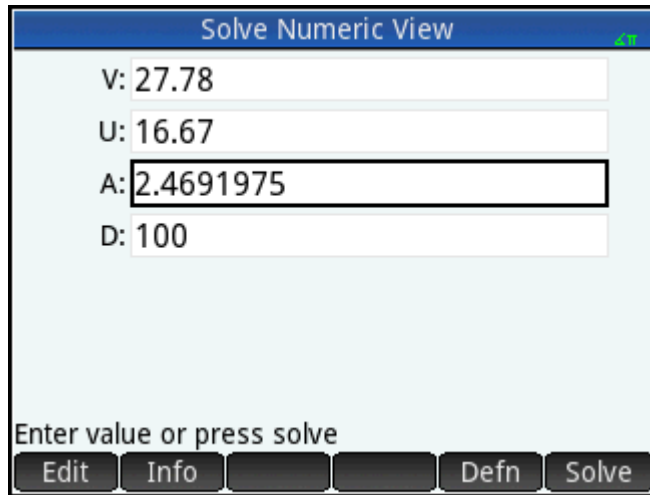 Solve Numeric View
∡π
V: 27.78
U: 16.67
A: 2.4691975
D: 100
Enter value or press solve
Edit Info Defn Solve